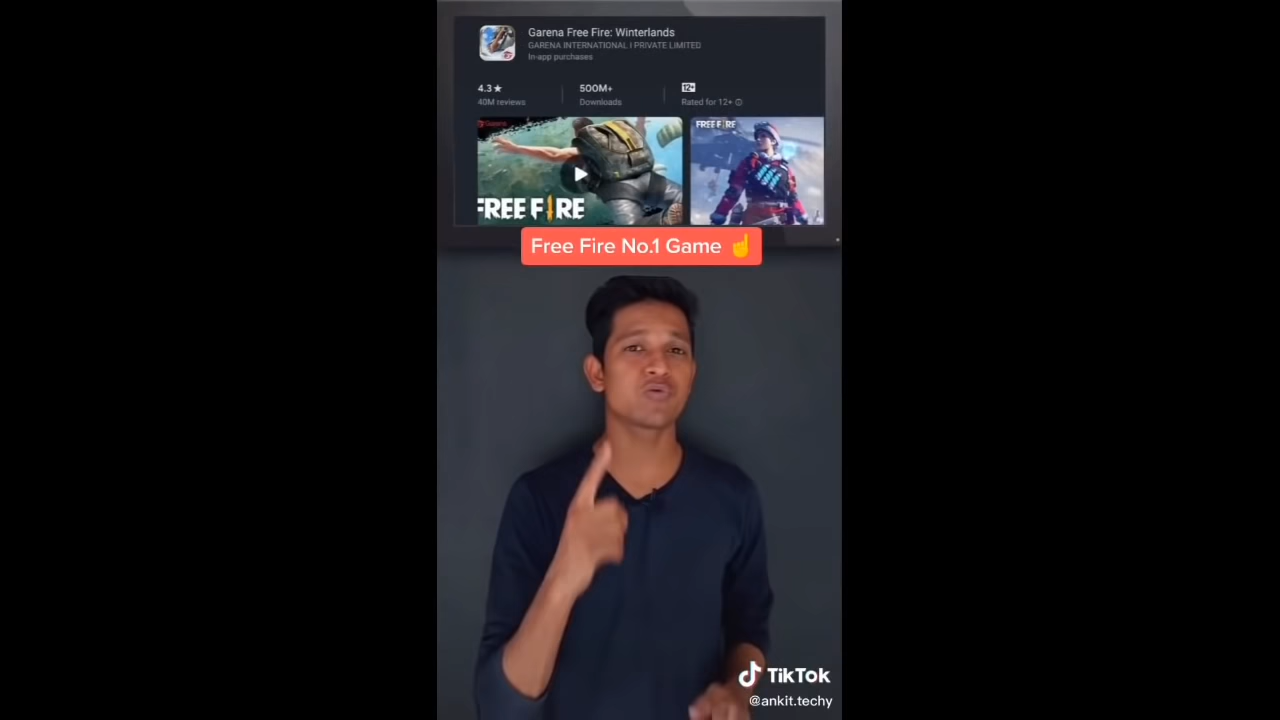 Garena Free Fire: Winterlands
GARENA INTERNATIONAL I PRIVATE LIMITED
In-app purchases
4.3★ 500M+ 12+
40M reviews Downloads Rated for 12+ ⓘ
Garena
FREE FIRE
FREE FIRE
Free Fire No.1 Game ☝
TikTok
@ankit.techy